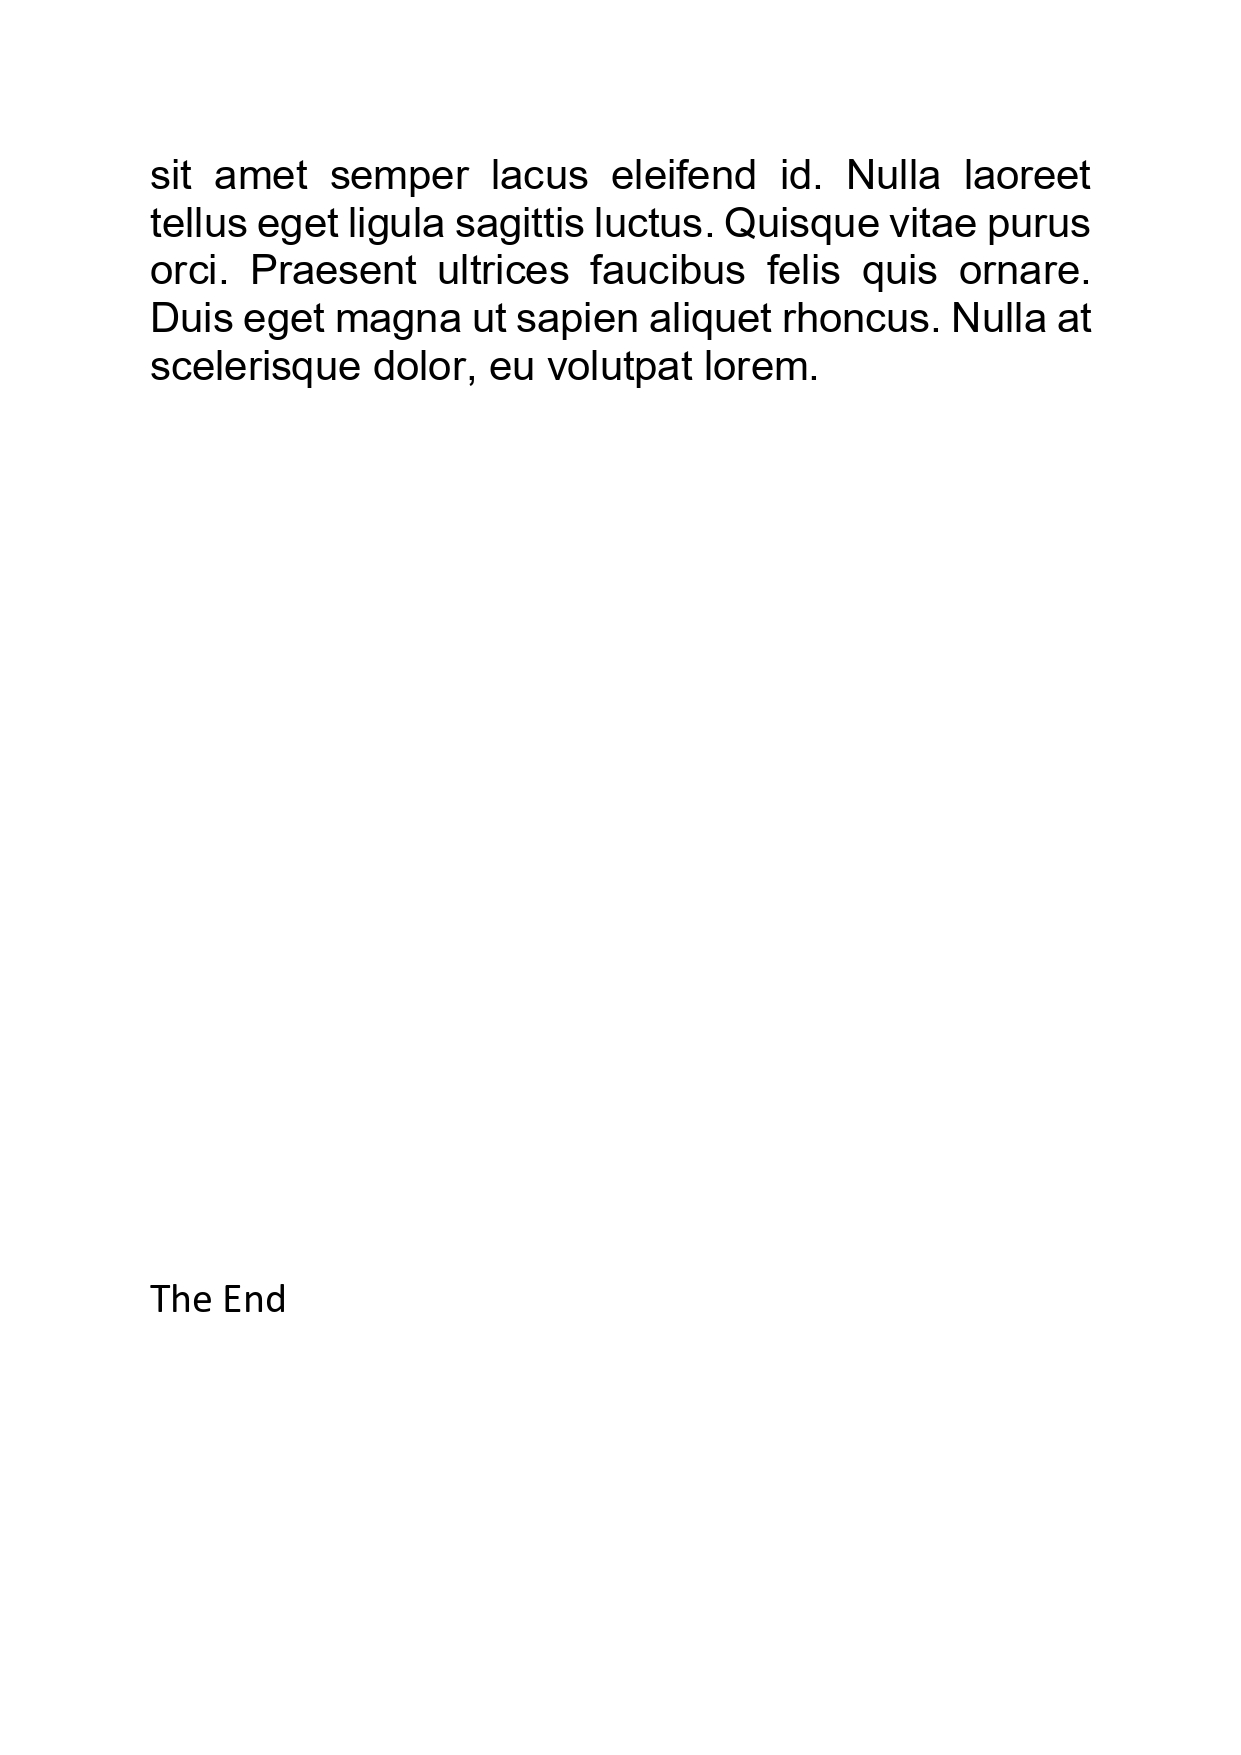 sit amet semper lacus eleifend id. Nulla laoreet
tellus eget ligula sagittis luctus. Quisque vitae purus
orci. Praesent ultrices faucibus felis quis ornare.
Duis eget magna ut sapien aliquet rhoncus. Nulla at
scelerisque dolor, eu volutpat lorem.
The End